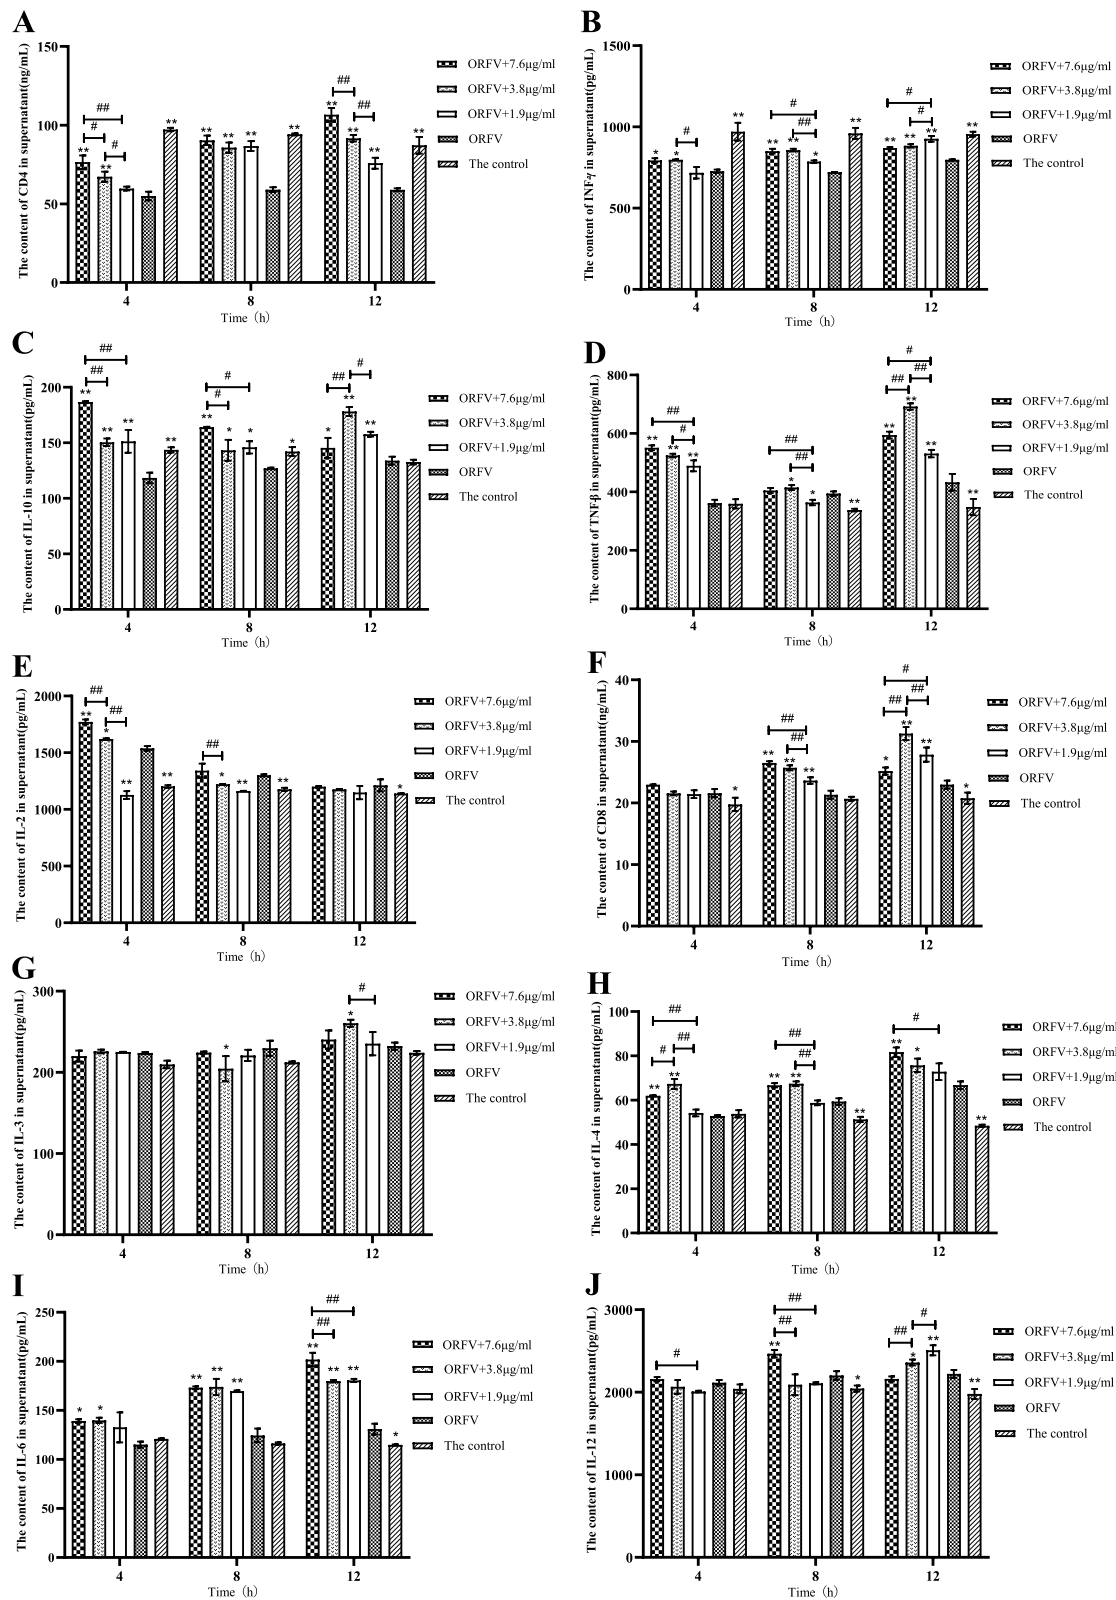 A
The content of CD4 in supernatant(ng/mL)
150
100
50
0
4
8
12
Time（h）
** # ## ** # **
** ** ** **
** ## ** ## ** **
ORFV+7.6μg/ml
ORFV+3.8μg/ml
ORFV+1.9μg/ml
ORFV
The control
B
The content of INF-γ in supernatant(pg/mL)
1500
1000
500
0
4
8
12
Time（h）
* * # **
** ** # ## * **
** ** # # ** **
ORFV+7.6μg/ml
ORFV+3.8μg/ml
ORFV+1.9μg/ml
ORFV
The control
C
The content of IL-10 in supernatant(pg/mL)
200
150
100
50
0
4
8
12
Time（h）
** ## ## ** ** **
** # # * * *
* ## ** # **
ORFV+7.6μg/ml
ORFV+3.8μg/ml
ORFV+1.9μg/ml
ORFV
The control
D
The content of TNF-β in supernatant(pg/mL)
800
600
400
200
0
4
8
12
Time（h）
** ## ** # **
## ## * * **
** ## # ## ** ** **
ORFV+7.6μg/ml
ORFV+3.8μg/ml
ORFV+1.9μg/ml
ORFV
The control
E
The content of IL-2 in supernatant(pg/mL)
2000
1500
1000
500
0
4
8
12
Time（h）
** ## * ## ** **
## * ** **
*
ORFV+7.6μg/ml
ORFV+3.8μg/ml
ORFV+1.9μg/ml
ORFV
The control
F
The content of CD8 in supernatant(ng/mL)
40
30
20
10
0
4
8
12
Time（h）
*
** ## ## ** **
* ## # ## ** ** *
ORFV+7.6μg/ml
ORFV+3.8μg/ml
ORFV+1.9μg/ml
ORFV
The control
G
The content of IL-3 in supernatant(pg/mL)
300
200
100
0
4
8
12
Time（h）
*
* #
ORFV+7.6μg/ml
ORFV+3.8μg/ml
ORFV+1.9μg/ml
ORFV
The control
H
The content of IL-4 in supernatant(pg/mL)
100
80
60
40
20
0
4
8
12
Time（h）
** # ## ## **
** ## ## ** **
** # * **
ORFV+7.6μg/ml
ORFV+3.8μg/ml
ORFV+1.9μg/ml
ORFV
The control
I
The content of IL-6 in supernatant(pg/mL)
250
200
150
100
50
0
4
8
12
Time（h）
* *
** ** **
** ## ## ** ** *
ORFV+7.6μg/ml
ORFV+3.8μg/ml
ORFV+1.9μg/ml
ORFV
The control
J
The content of IL-12 in supernatant(pg/mL)
3000
2000
1000
0
4
8
12
Time（h）
#
** ## ## *
## * # ** **
ORFV+7.6μg/ml
ORFV+3.8μg/ml
ORFV+1.9μg/ml
ORFV
The control